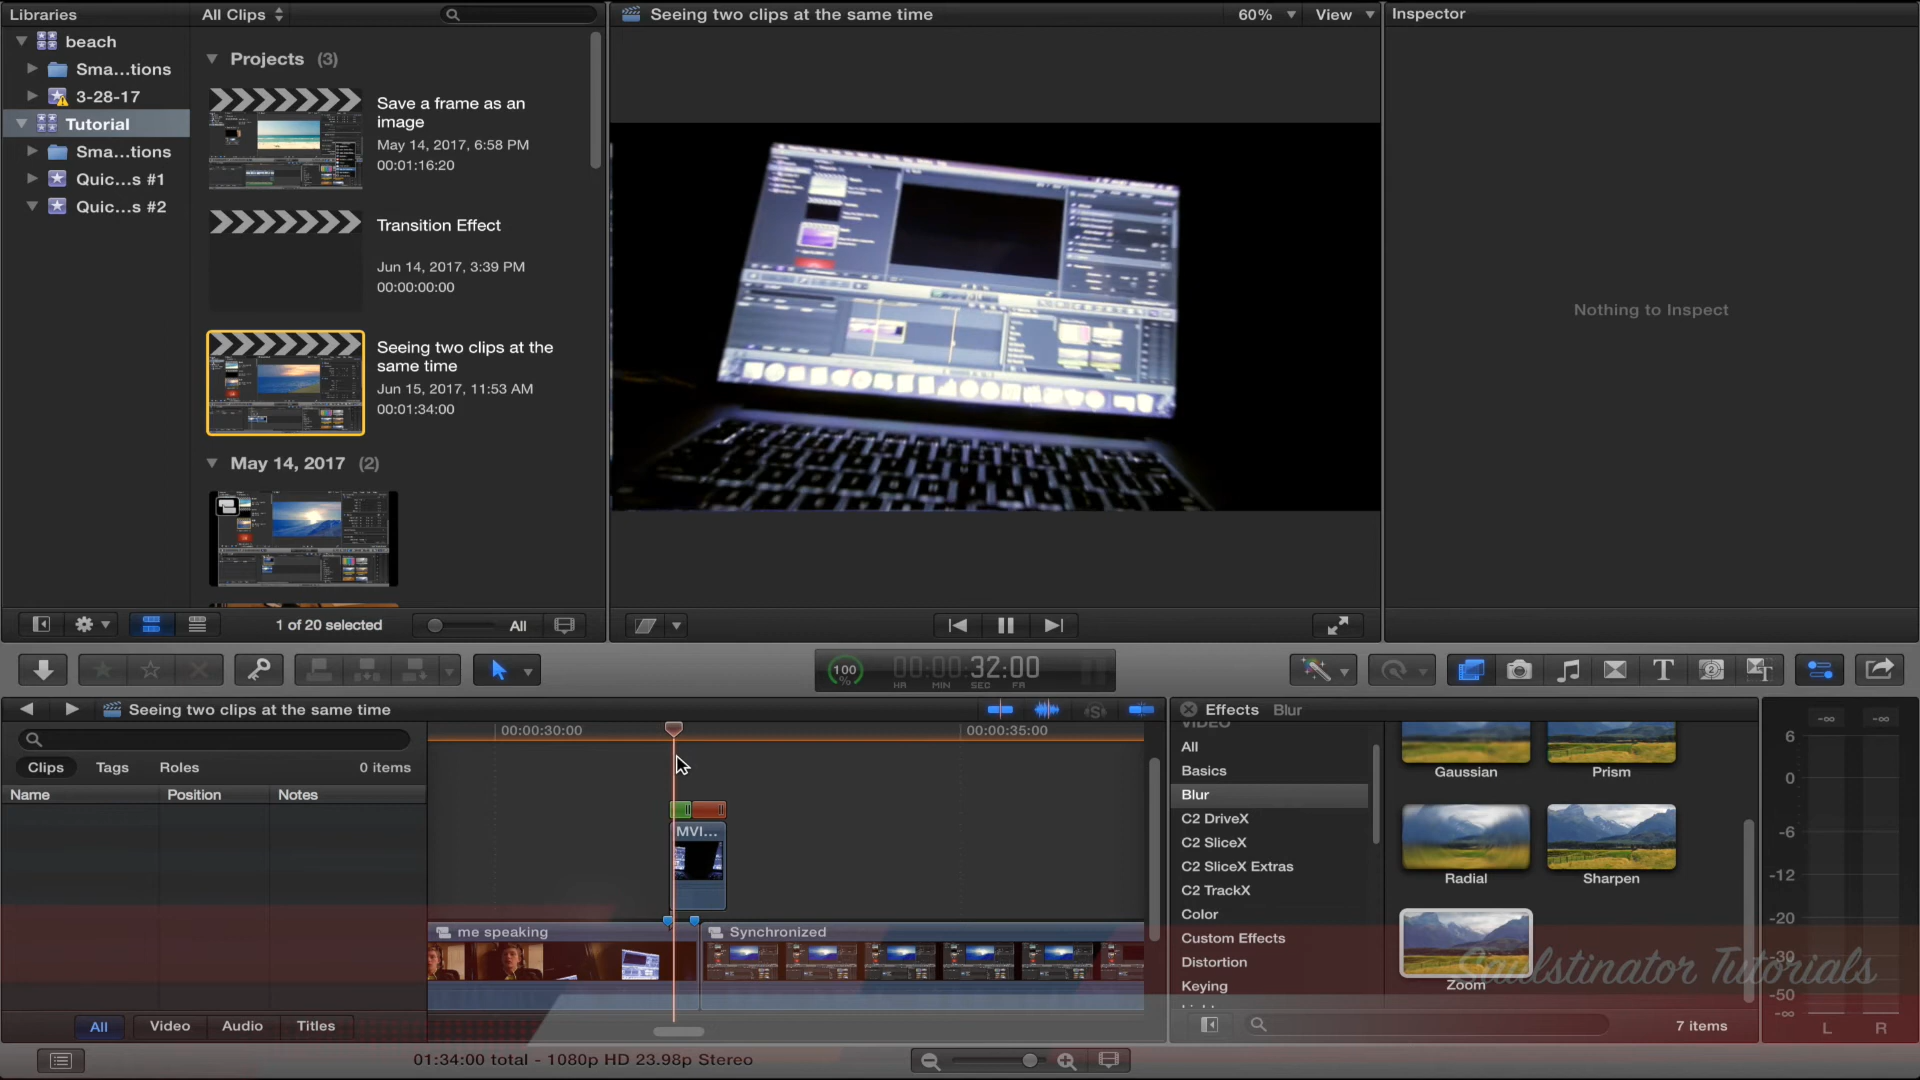 Libraries
All Clips
Seeing two clips at the same time
60%
View
Inspector
beach
Sma...tions
3-28-17
Tutorial
Sma...tions
Quic...s #1
Quic...s #2
Projects (3)
Save a frame as an
image
May 14, 2017, 6:58 PM
00:01:16:20
Transition Effect
Jun 14, 2017, 3:39 PM
00:00:00:00
Seeing two clips at the
same time
Jun 15, 2017, 11:53 AM
00:01:34:00
May 14, 2017 (2)
Nothing to Inspect
1 of 20 selected
All
100
%
00:00:32:00
HR MIN SEC FR
Seeing two clips at the same time
Clips
Tags
Roles
0 items
Name
Position
Notes
All
Video
Audio
Titles
00:00:30:00
00:00:35:00
MVI...
me speaking
Synchronized
Effects
Blur
VIDEO
All
Basics
Blur
C2 DriveX
C2 SliceX
C2 SliceX Extras
C2 TrackX
Color
Custom Effects
Distortion
Keying
Gaussian
Prism
Radial
Sharpen
Zoom
7 items
-∞
-∞
6
0
-6
-12
-20
-30
-50
-∞
L
R
Saulstinator Tutorials
01:34:00 total - 1080p HD 23.98p Stereo